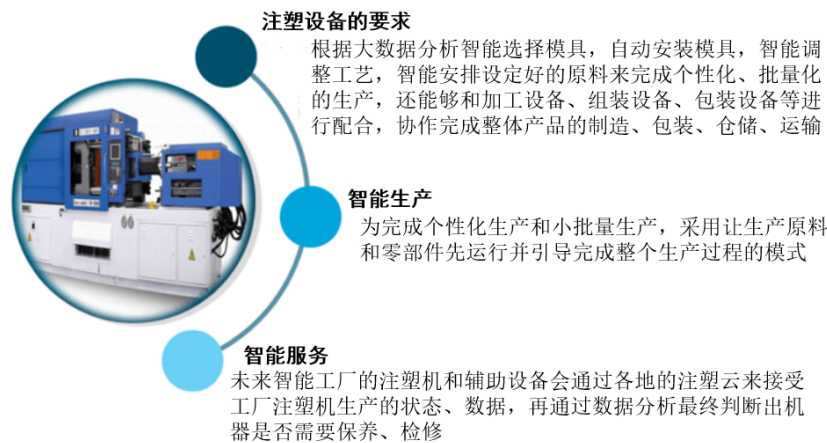 注塑设备的要求
根据大数据分析智能选择模具，自动安装模具，智能调
整工艺，智能安排设定好的原料来完成个性化、批量化
的生产，还能够和加工设备、组装设备、包装设备等进
行配合，协作完成整体产品的制造、包装、仓储、运输
智能生产
为完成个性化生产和小批量生产，采用让生产原料
和零部件先运行并引导完成整个生产过程的模式
智能服务
未来智能工厂的注塑机和辅助设备会通过各地的注塑云来接受
工厂注塑机生产的状态、数据，再通过数据分析最终判断出机
器是否需要保养、检修